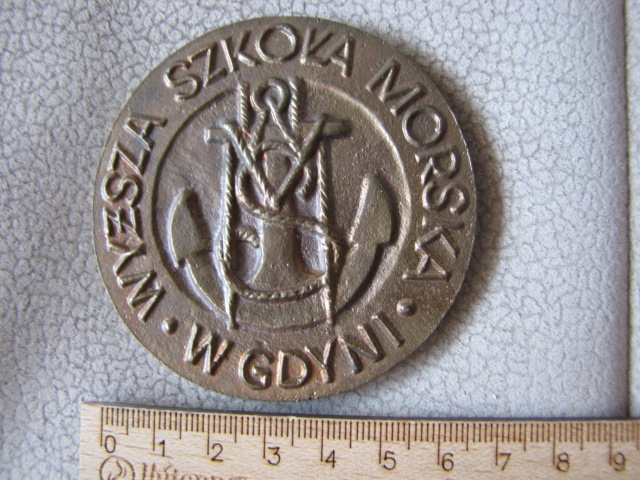 WYŻSZA SZKOŁA MORSKA
• W GDYNI •
0 1 2 3 4 5 6 7 8 9